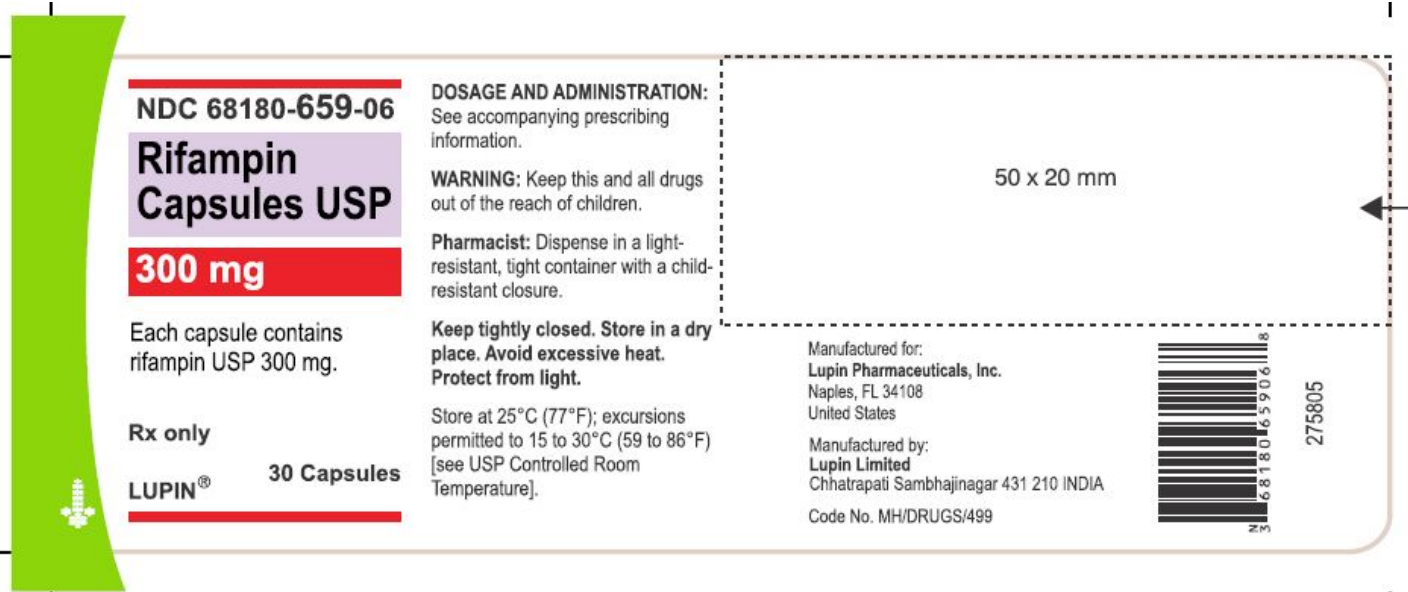 NDC 68180-659-06
Rifampin
Capsules USP
300 mg
Each capsule contains
rifampin USP 300 mg.
Rx only
30 Capsules
LUPIN®
DOSAGE AND ADMINISTRATION:
See accompanying prescribing
information.
WARNING: Keep this and all drugs
out of the reach of children.
Pharmacist: Dispense in a light-
resistant, tight container with a child-
resistant closure.
Keep tightly closed. Store in a dry
place. Avoid excessive heat.
Protect from light.
Store at 25°C (77°F); excursions
permitted to 15 to 30°C (59 to 86°F)
[see USP Controlled Room
Temperature].
50 x 20 mm
Manufactured for:
Lupin Pharmaceuticals, Inc.
Naples, FL 34108
United States
Manufactured by:
Lupin Limited
Chhatrapati Sambhajinagar 431 210 INDIA
Code No. MH/DRUGS/499
N
3 68180 65906 8
275805